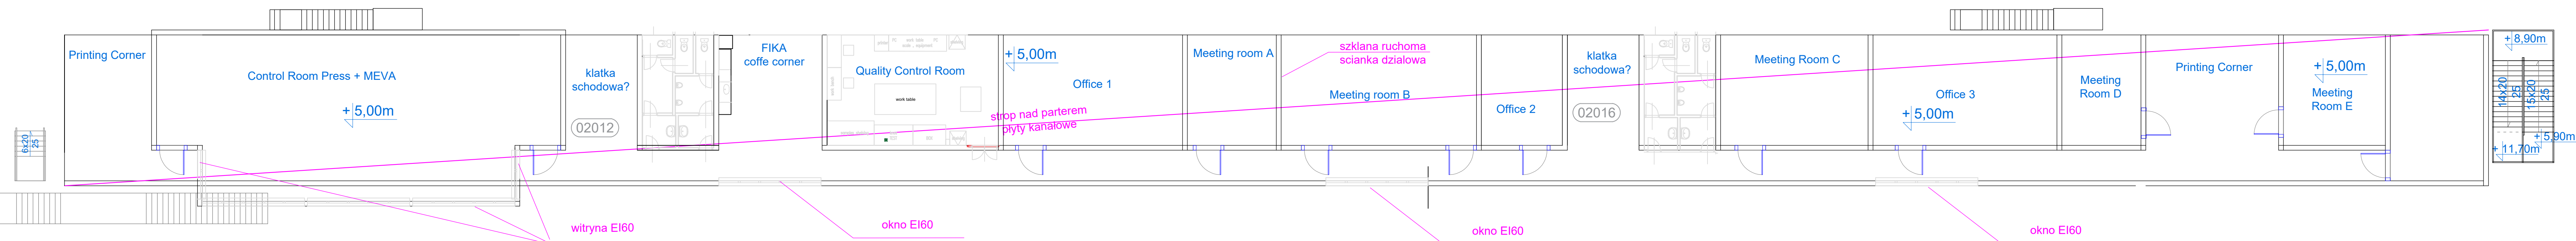 Printing Corner
Control Room Press + MEVA
+ 5,00m
6x20
25
klatka
schodowa?
02012
FIKA
coffe corner
Quality Control Room
work table
+ 5,00m
Office 1
strop nad parterem
płyty kanałowe
Meeting room A
szklana ruchoma
scianka dzialowa
Meeting room B
Office 2
klatka
schodowa?
02016
Meeting Room C
Office 3
+ 5,00m
Meeting
Room D
Printing Corner
+ 5,00m
Meeting
Room E
+ 8,90m
14x20
25
15x20
25
+ 5,90m
+ 11,70m
witryna EI60
okno EI60
okno EI60
okno EI60